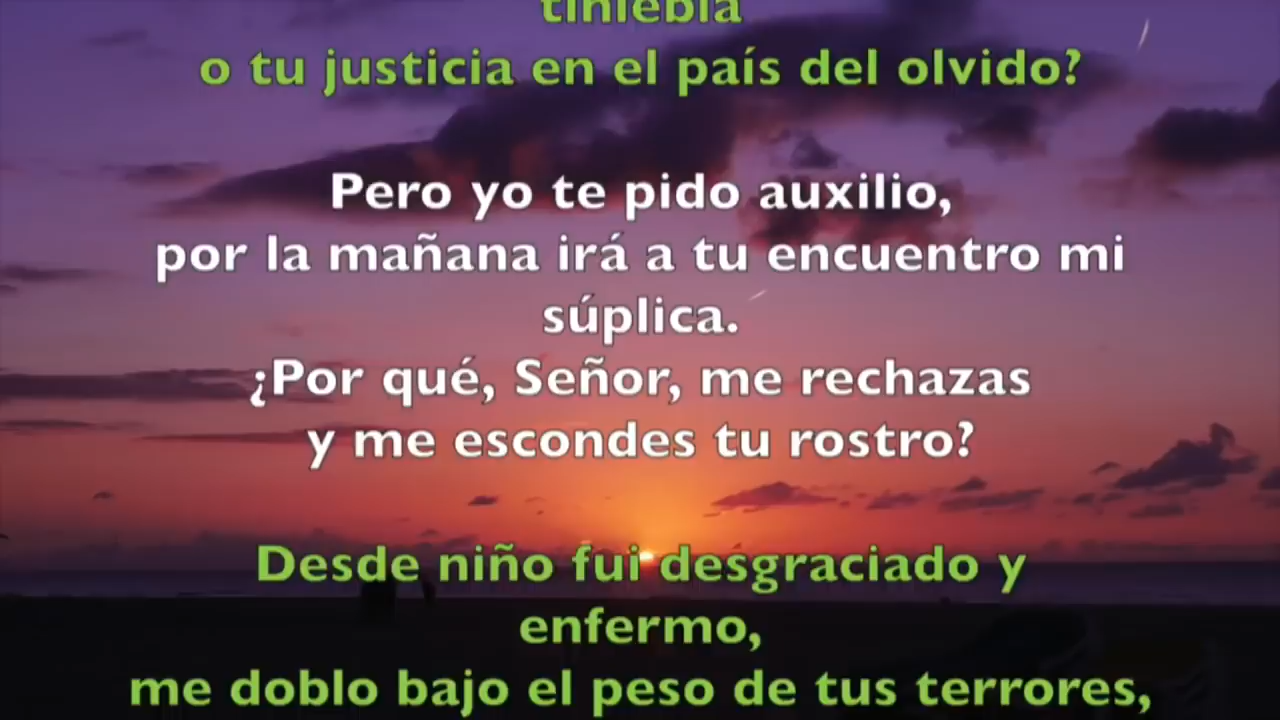 tiniebla
o tu justicia en el país del olvido?
Pero yo te pido auxilio,
por la mañana irá a tu encuentro mi
súplica.
¿Por qué, Señor, me rechazas
y me escondes tu rostro?
Desde niño fui desgraciado y
enfermo,
me doblo bajo el peso de tus terrores,